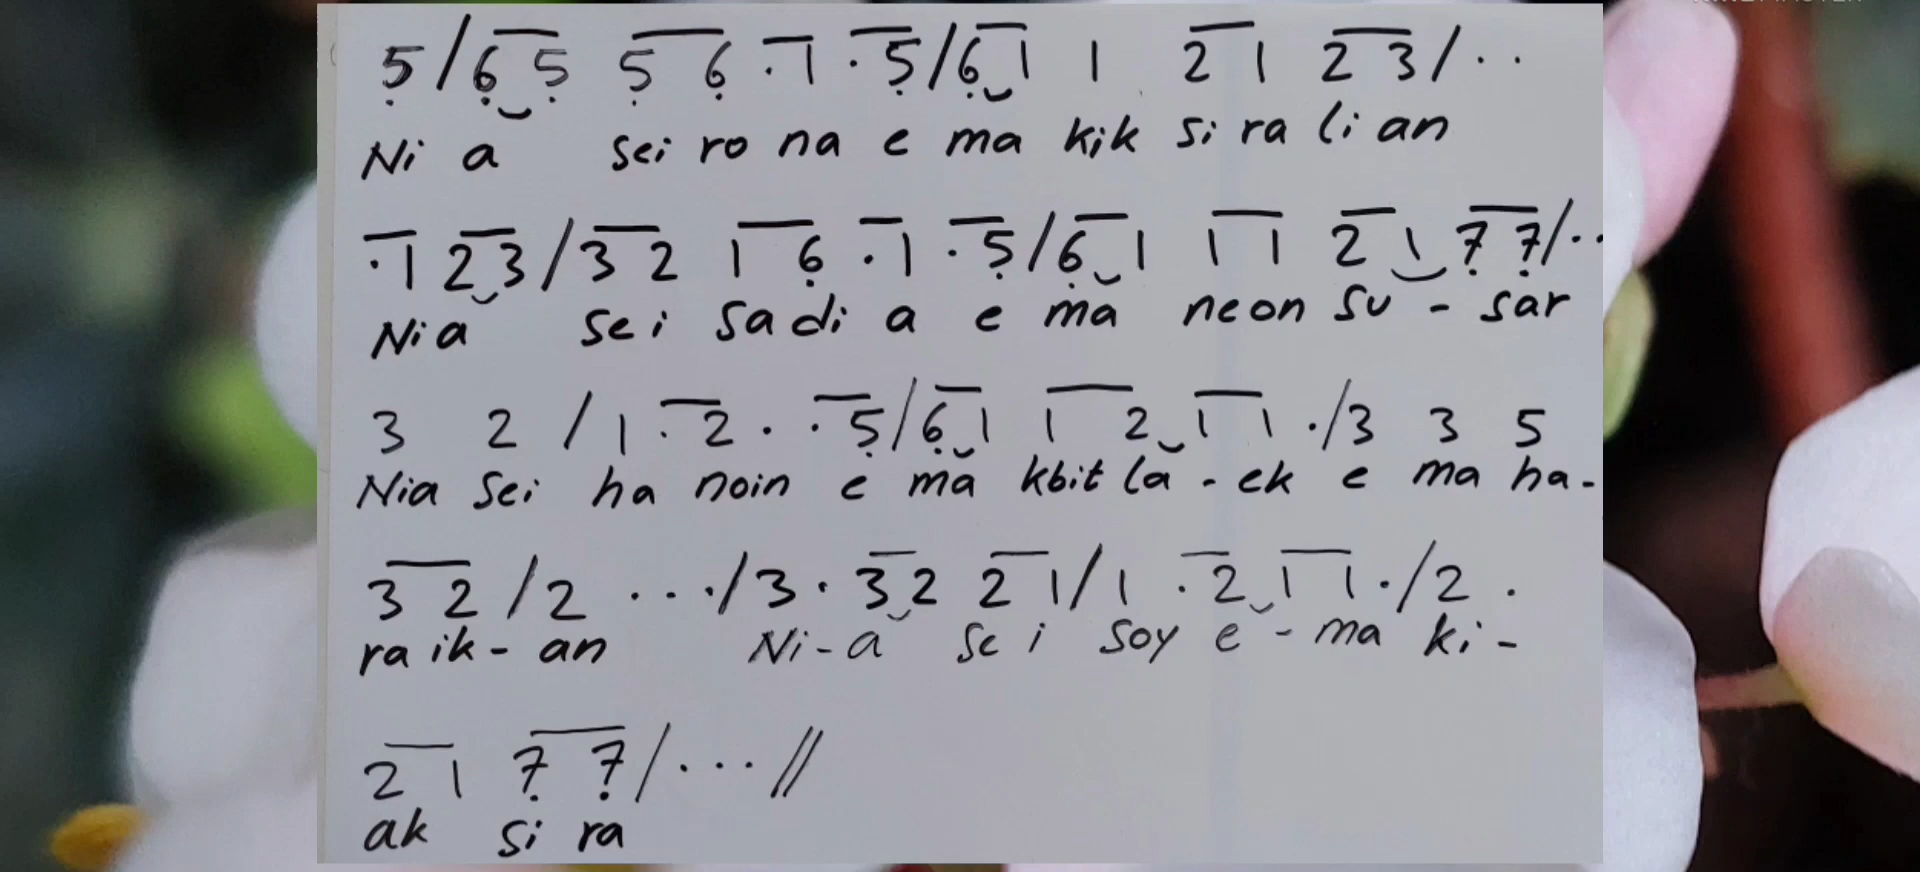 5 / 6 5 5 6 . 1 . 5 / 6 1 1 2 1 2 3 / . .
Ni a sei ro na e ma kik si ra li an
. 1 2 3 / 3 2 1 6 . 1 . 5 / 6 1 1 1 2 1 7 7 / . .
Nia sei sa di a e ma neon su - sar
3 2 / 1 . 2 . . 5 / 6 1 1 2 1 1 . / 3 3 5
Nia sei ha noin e ma kbit la - ek e ma ha-
3 2 / 2 . . . / 3 . 3 2 2 1 / 1 . 2 1 1 . / 2 .
ra ik - an Ni - a sei soy e - ma ki -
2 1 7 7 / . . . //
ak si ra